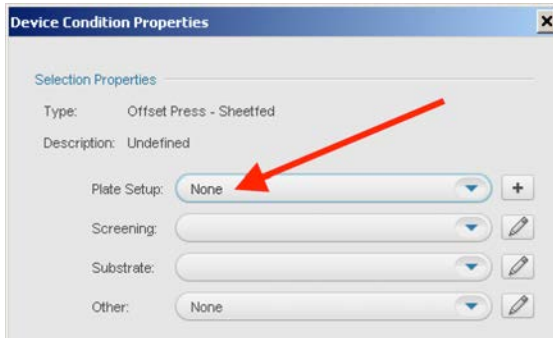 Device Condition Properties
Selection Properties
Type: Offset Press - Sheetfed
Description: Undefined
Plate Setup: None
Screening:
Substrate:
Other: None